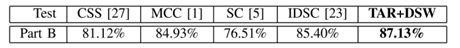 Test CSS [27] MCC [1] SC [5] IDSC [23] TAR+DSW
Part B 81.12% 84.93% 76.51% 85.40% 87.13%